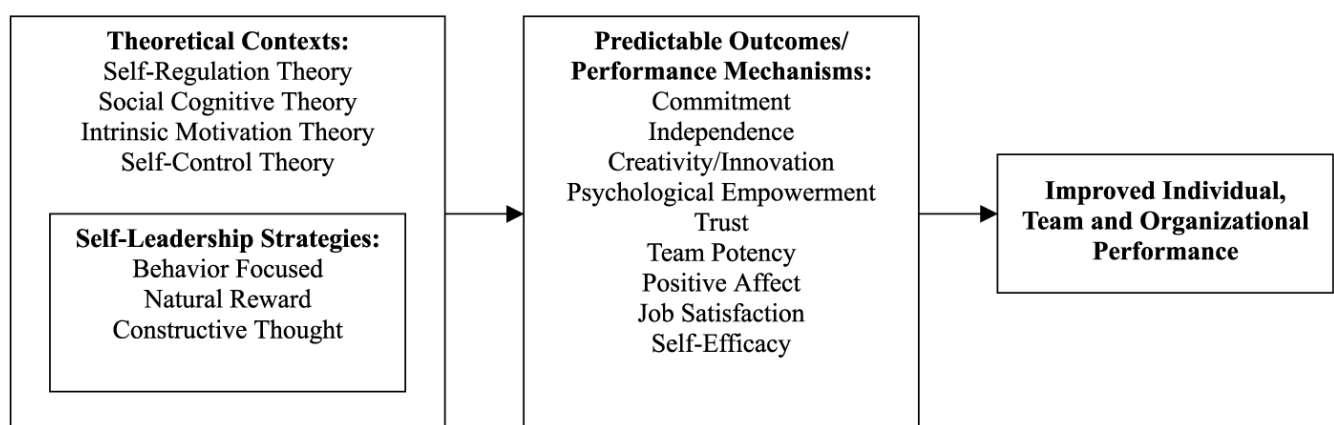 Theoretical Contexts:
Self-Regulation Theory
Social Cognitive Theory
Intrinsic Motivation Theory
Self-Control Theory
Self-Leadership Strategies:
Behavior Focused
Natural Reward
Constructive Thought
Predictable Outcomes/
Performance Mechanisms:
Commitment
Independence
Creativity/Innovation
Psychological Empowerment
Trust
Team Potency
Positive Affect
Job Satisfaction
Self-Efficacy
Improved Individual,
Team and Organizational
Performance